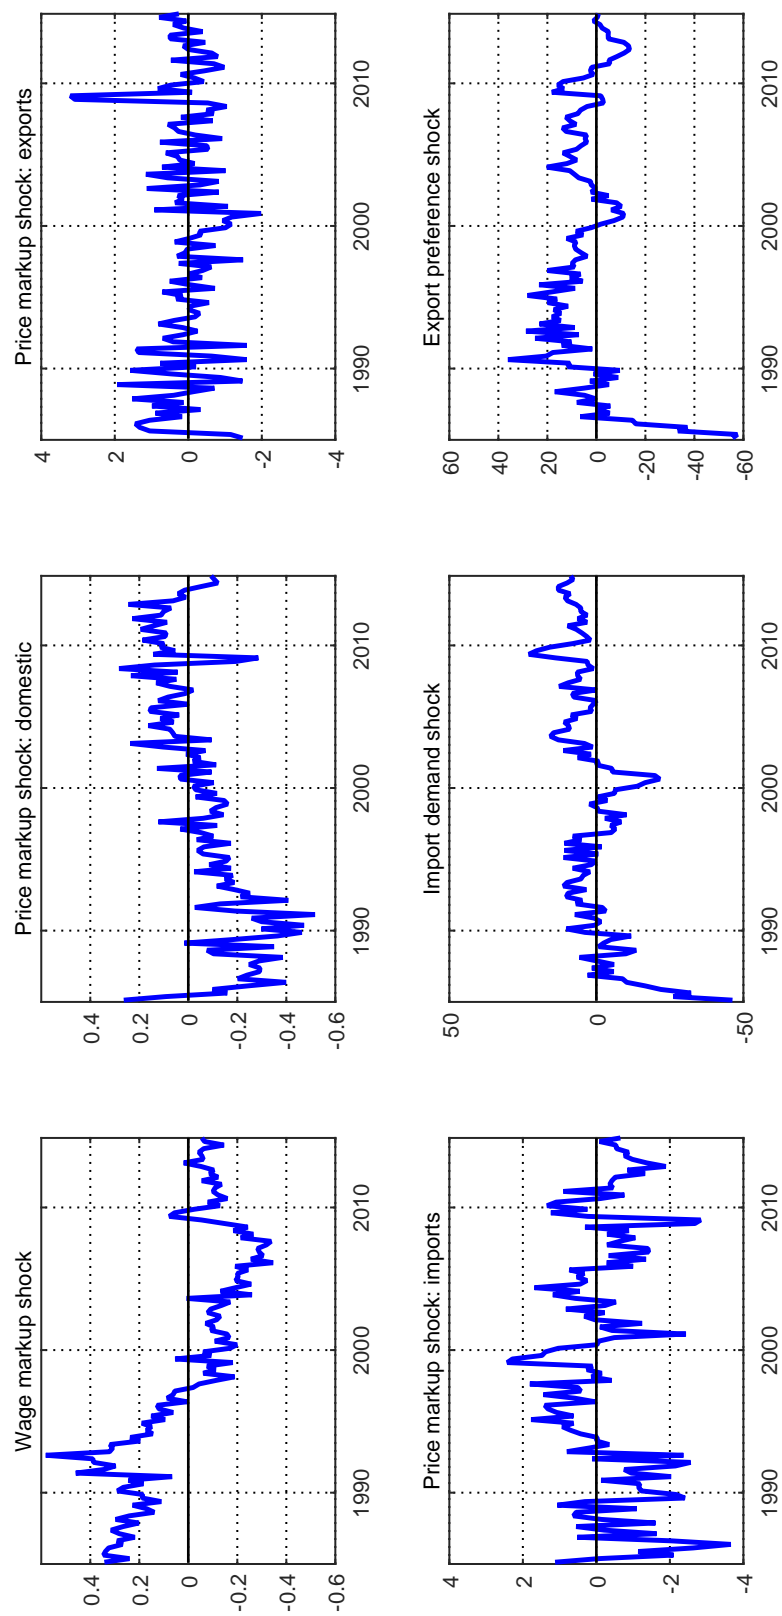 Wage markup shock
0.4
0.2
0
-0.2
-0.4
-0.6
1990 2000 2010
Price markup shock: domestic
0.4
0.2
0
-0.2
-0.4
-0.6
1990 2000 2010
Price markup shock: exports
4
2
0
-2
-4
1990 2000 2010
Price markup shock: imports
4
2
0
-2
-4
1990 2000 2010
Import demand shock
50
0
-50
1990 2000 2010
Export preference shock
60
40
20
0
-20
-40
-60
1990 2000 2010